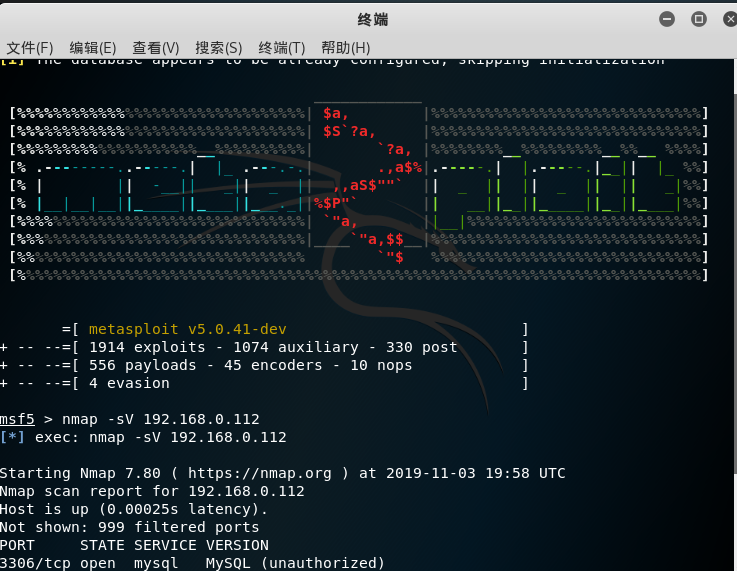 终端
文件(F) 编辑(E) 查看(V) 搜索(S) 终端(T) 帮助(H)
[i] The database appears to be already configured, skipping initialization
=[ metasploit v5.0.41-dev ]
+ -- --=[ 1914 exploits - 1074 auxiliary - 330 post ]
+ -- --=[ 556 payloads - 45 encoders - 10 nops ]
+ -- --=[ 4 evasion ]
msf5 > nmap -sV 192.168.0.112
[*] exec: nmap -sV 192.168.0.112
Starting Nmap 7.80 ( https://nmap.org ) at 2019-11-03 19:58 UTC
Nmap scan report for 192.168.0.112
Host is up (0.00025s latency).
Not shown: 999 filtered ports
PORT STATE SERVICE VERSION
3306/tcp open mysql MySQL (unauthorized)